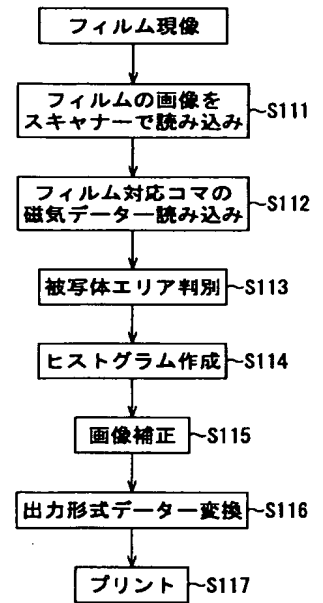 フィルム現像
フィルムの画像を
スキャナーで読み込み ~S111
フィルム対応コマの
磁気データー読み込み ~S112
被写体エリア判別 ~S113
ヒストグラム作成 ~S114
画像補正 ~S115
出力形式データー変換 ~S116
プリント ~S117